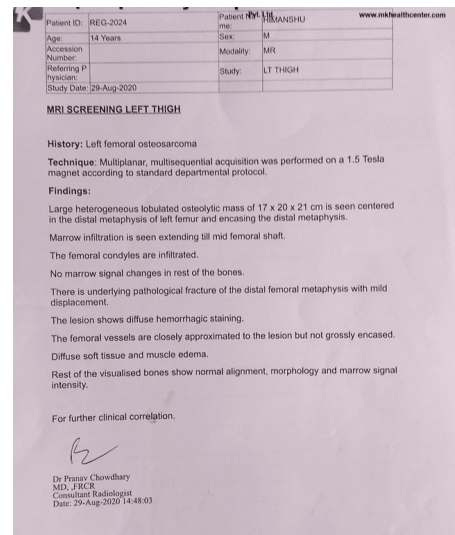 Patient ID: REG-2024 Patient HIMANSHU www.mkhealthcenter.com
me:
Age: 14 Years Sex: M
Accession Number: Modality: MR
Referring P
hysician: Study: LT THIGH
Study Date: 29-Aug-2020
MRI SCREENING LEFT THIGH
History: Left femoral osteosarcoma
Technique: Multiplanar, multisequential acquisition was performed on a 1.5 Tesla
magnet according to standard departmental protocol.
Findings:
Large heterogeneous lobulated osteolytic mass of 17 x 20 x 21 cm is seen centered
in the distal metaphysis of left femur and encasing the distal metaphysis.
Marrow infiltration is seen extending till mid femoral shaft.
The femoral condyles are infiltrated.
No marrow signal changes in rest of the bones.
There is underlying pathological fracture of the distal femoral metaphysis with mild
displacement.
The lesion shows diffuse hemorrhagic staining.
The femoral vessels are closely approximated to the lesion but not grossly encased.
Diffuse soft tissue and muscle edema.
Rest of the visualised bones show normal alignment, morphology and marrow signal
intensity.
For further clinical correlation.
Dr Pranav Chowdhary
MD, ,FRCR
Consultant Radiologist
Date: 29-Aug-2020 14:48:03